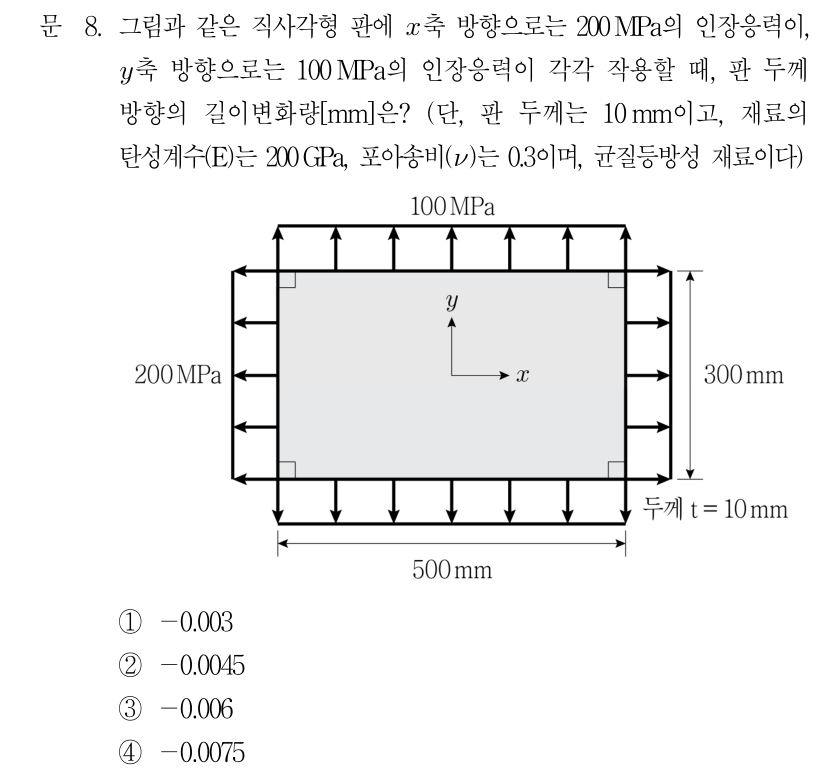 문 8. 그림과 같은 직사각형 판에 x축 방향으로는 200 MPa의 인장응력이,
y축 방향으로는 100 MPa의 인장응력이 각각 작용할 때, 판 두께
방향의 길이변화량[mm]은? (단, 판 두께는 10 mm이고, 재료의
탄성계수(E)는 200 GPa, 포아송비(ν)는 0.3이며, 균질등방성 재료이다)
100 MPa
y
200 MPa
x
300 mm
두께 t = 10 mm
500 mm
① −0.003
② −0.0045
③ −0.006
④ −0.0075